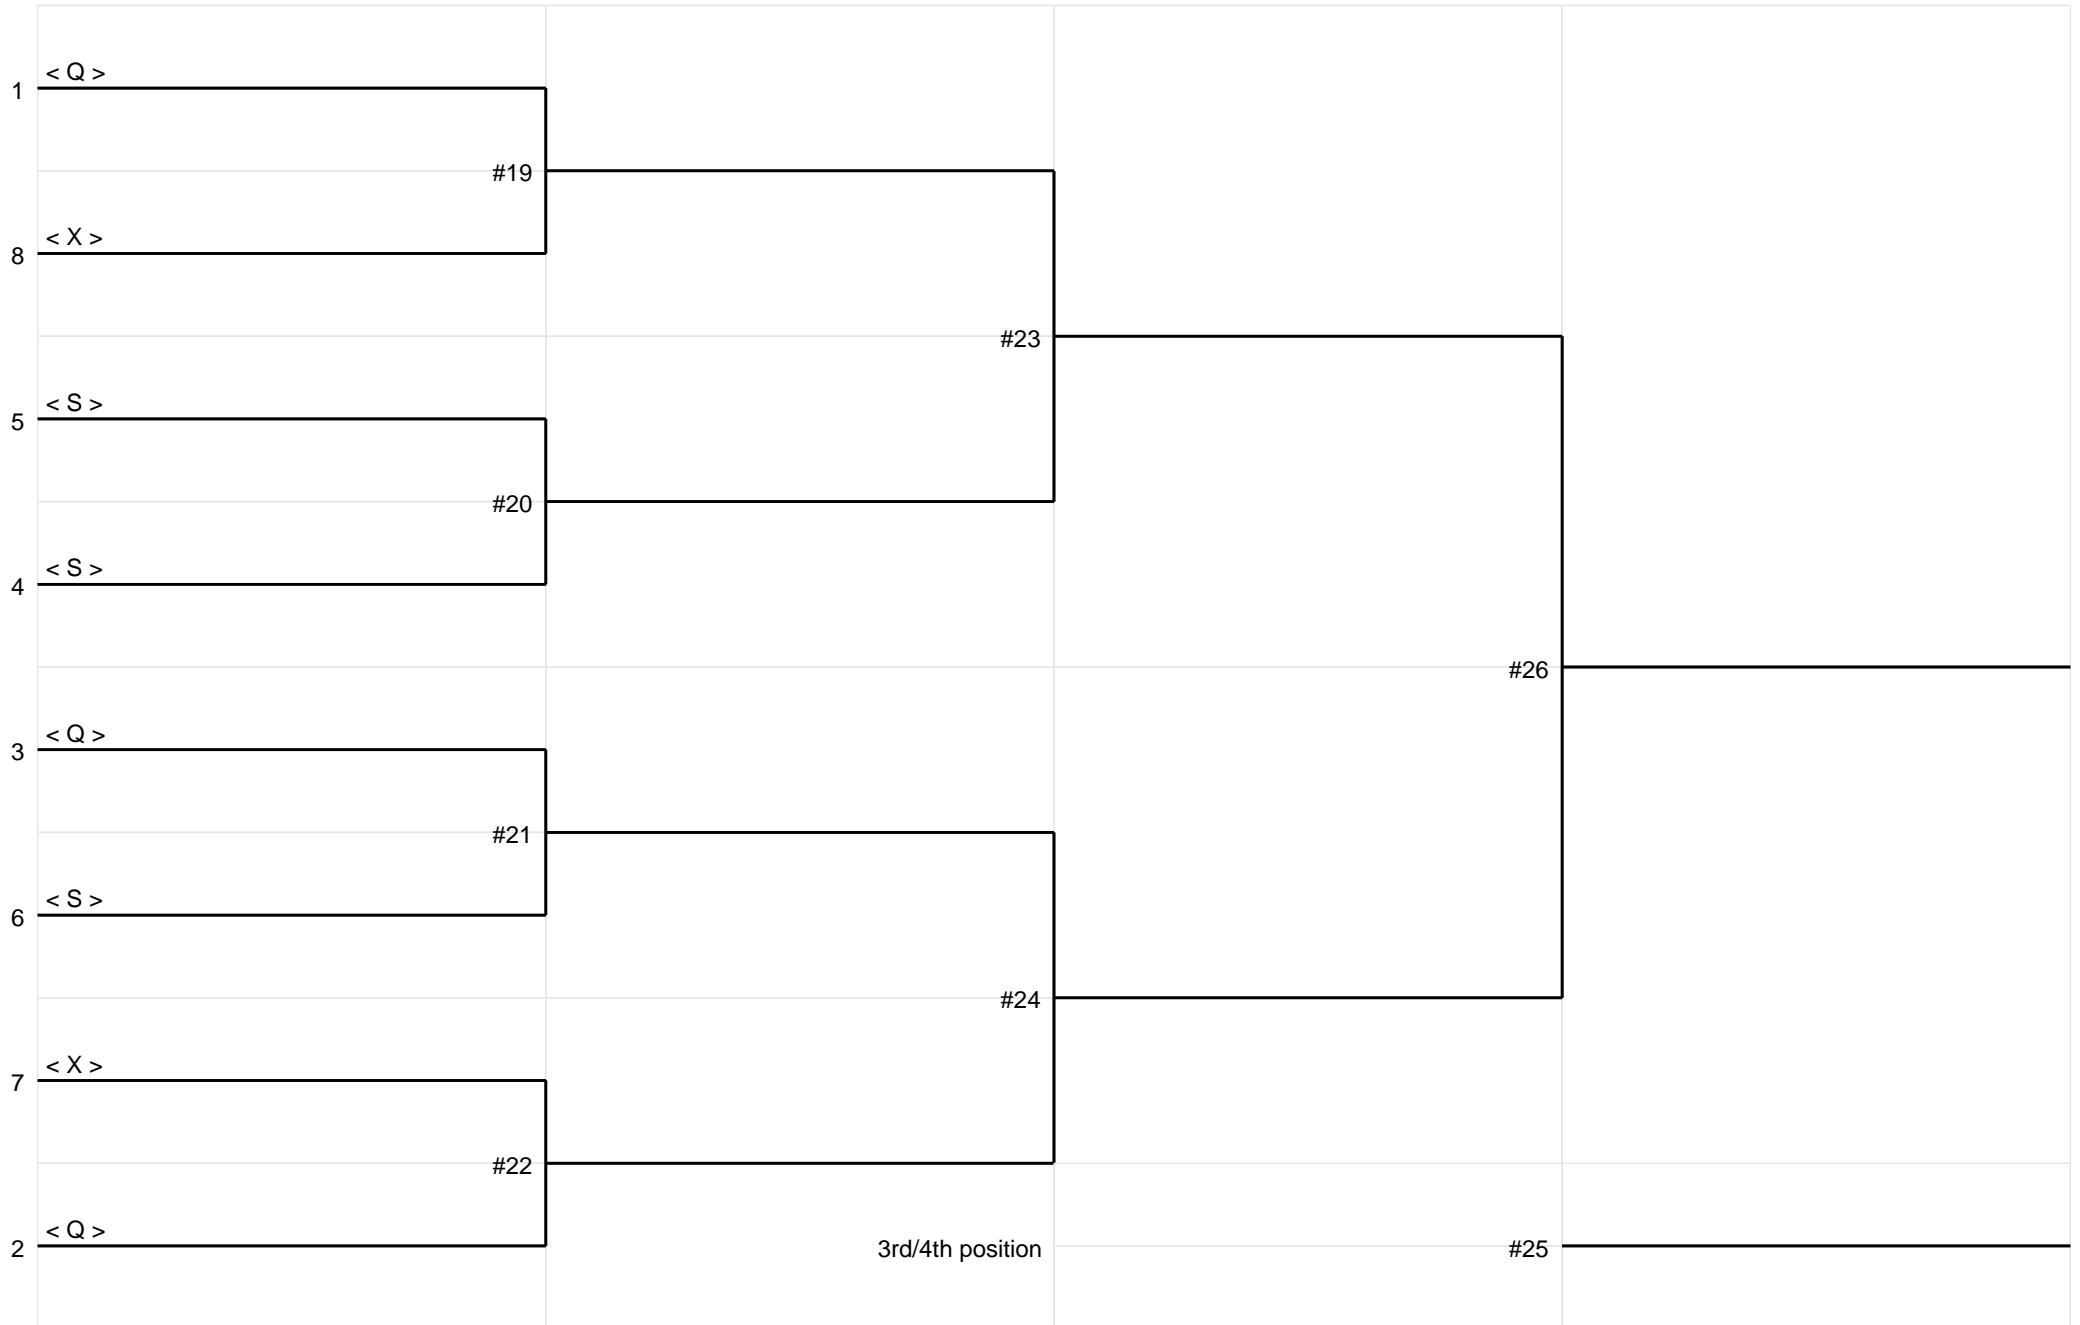 < Q >
1
#19
< X >
8
#23
< S >
5
#20
< S >
4
#26
< Q >
3
#21
< S >
6
#24
< X >
7
#22
< Q >
2
3rd/4th position
#25